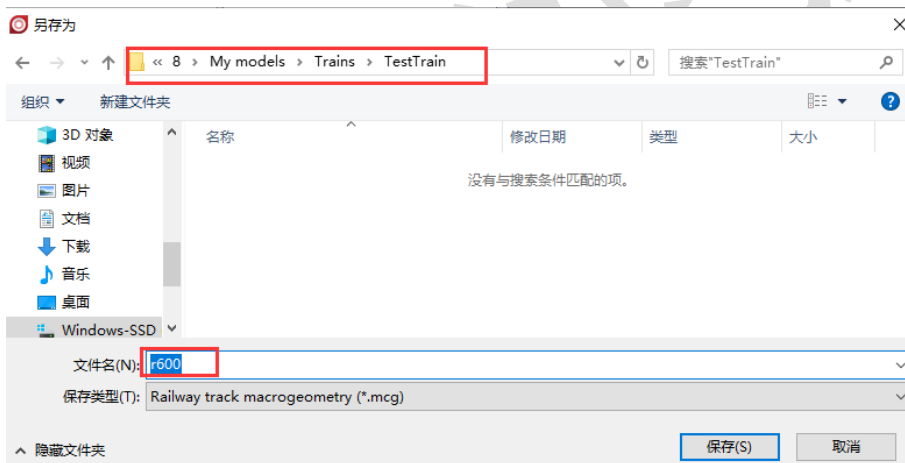 另存为
« 8 › My models › Trains › TestTrain
搜索"TestTrain"
组织
新建文件夹
名称
修改日期
类型
大小
3D 对象
视频
图片
文档
下载
音乐
桌面
Windows-SSD
没有与搜索条件匹配的项。
文件名(N): r600
保存类型(T): Railway track macrogeometry (*.mcg)
隐藏文件夹
保存(S)
取消